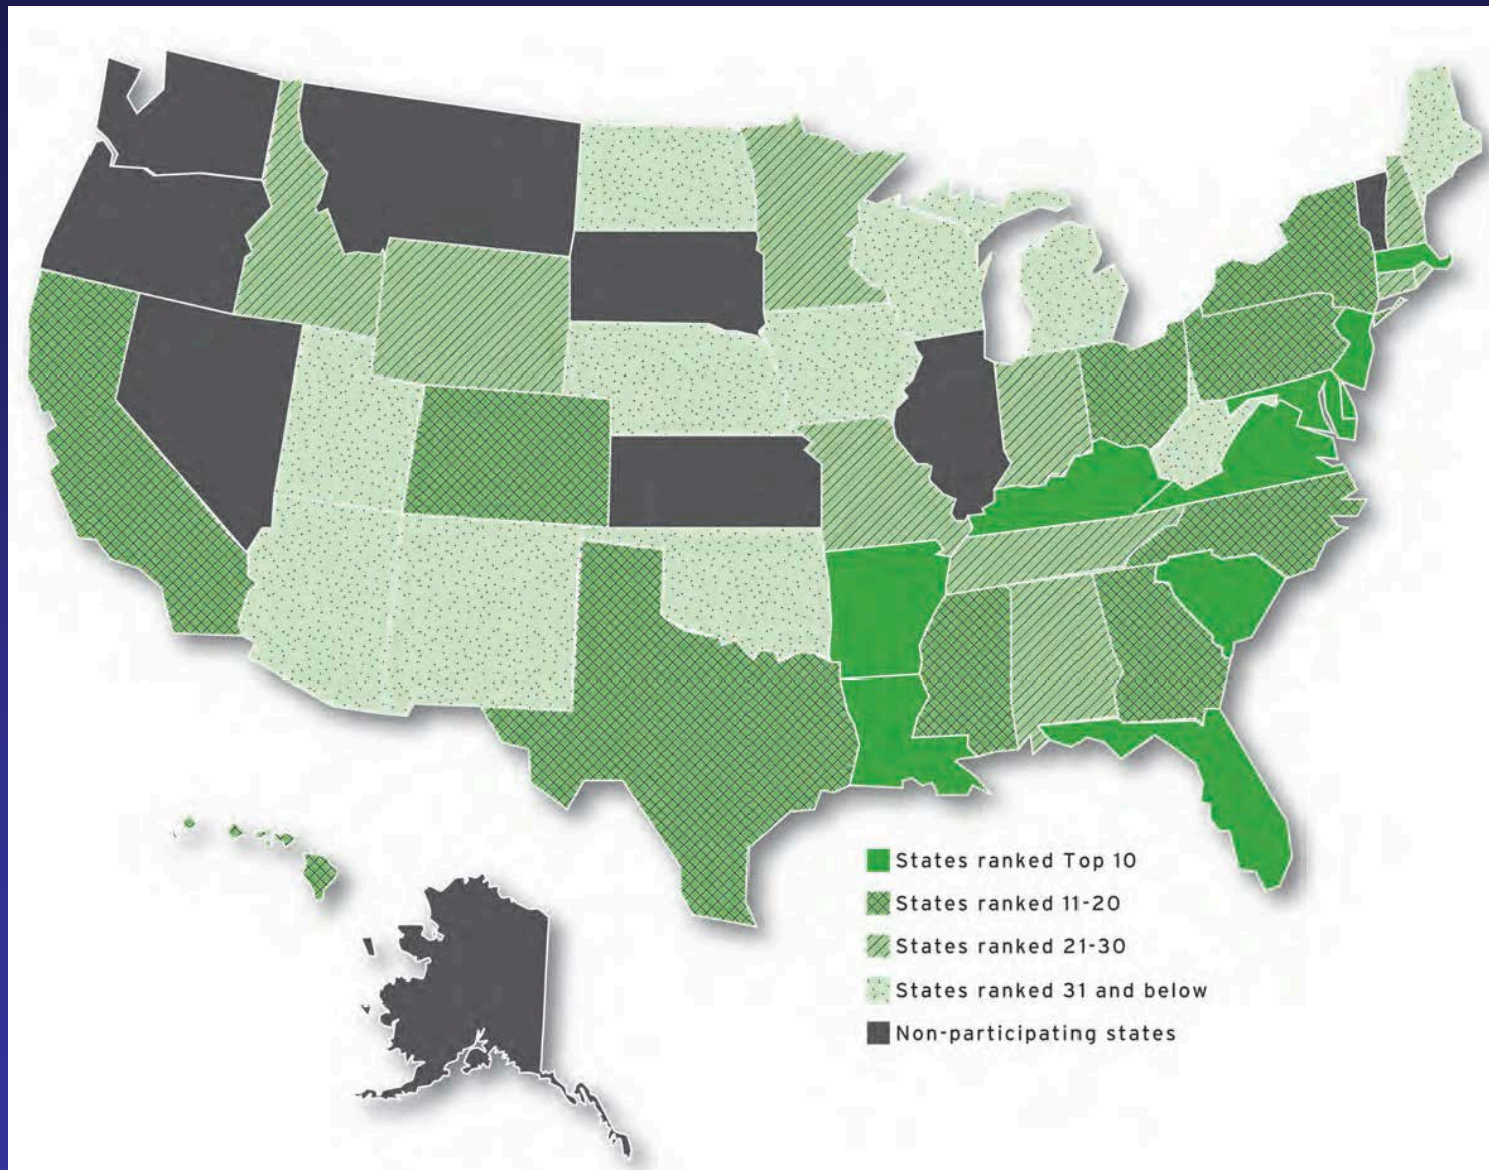 States ranked Top 10
States ranked 11-20
States ranked 21-30
States ranked 31 and below
Non-participating states